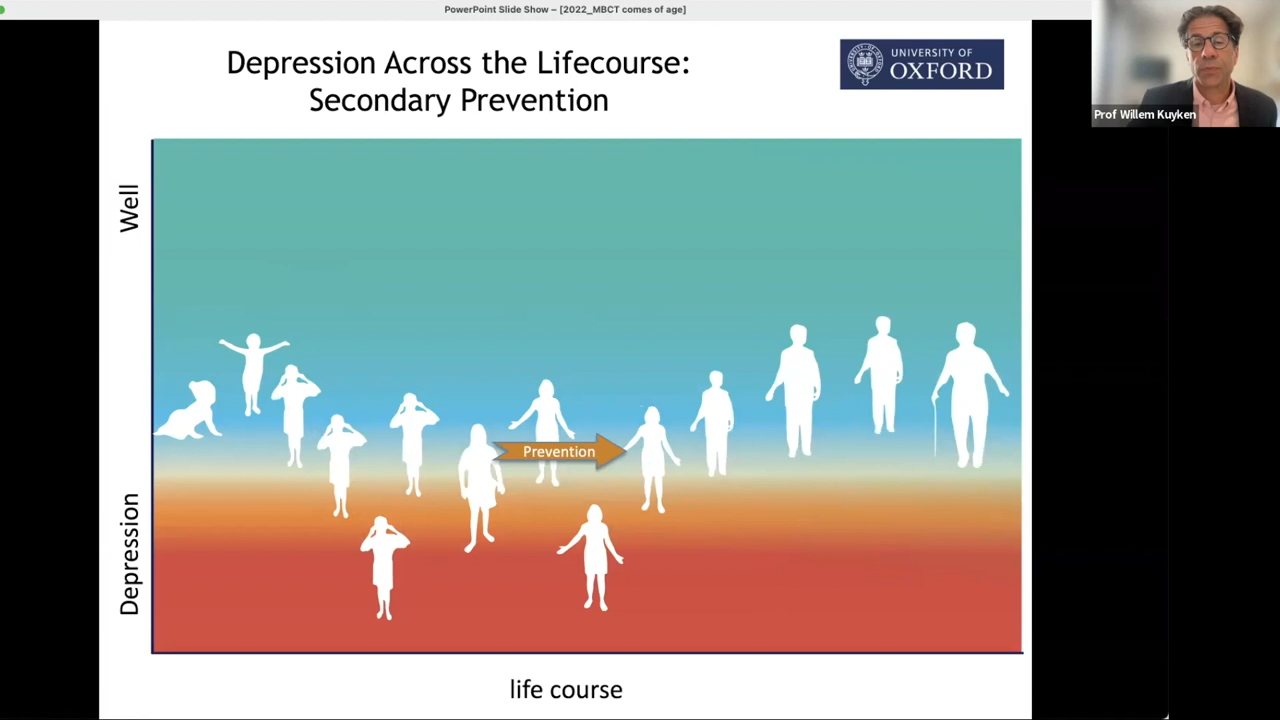 PowerPoint Slide Show – [2022_MBCT comes of age]
Depression Across the Lifecourse:
Secondary Prevention
UNIVERSITY OF
OXFORD
Prof Willem Kuyken
Well
Prevention
Depression
life course